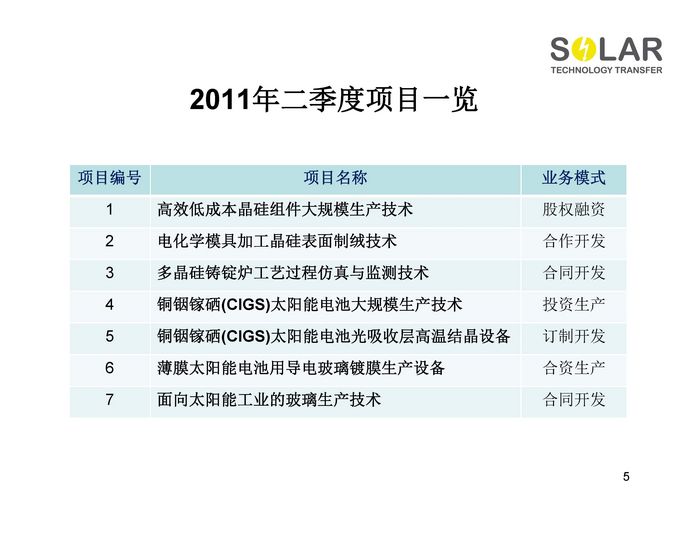 SOLAR
TECHNOLOGY TRANSFER
2011年二季度项目一览
项目编号 项目名称 业务模式
1 高效低成本晶硅组件大规模生产技术 股权融资
2 电化学模具加工晶硅表面制绒技术 合作开发
3 多晶硅铸锭炉工艺过程仿真与监测技术 合同开发
4 铜铟镓硒(CIGS)太阳能电池大规模生产技术 投资生产
5 铜铟镓硒(CIGS)太阳能电池光吸收层高温结晶设备 订制开发
6 薄膜太阳能电池用导电玻璃镀膜生产设备 合资生产
7 面向太阳能工业的玻璃生产技术 合同开发
5